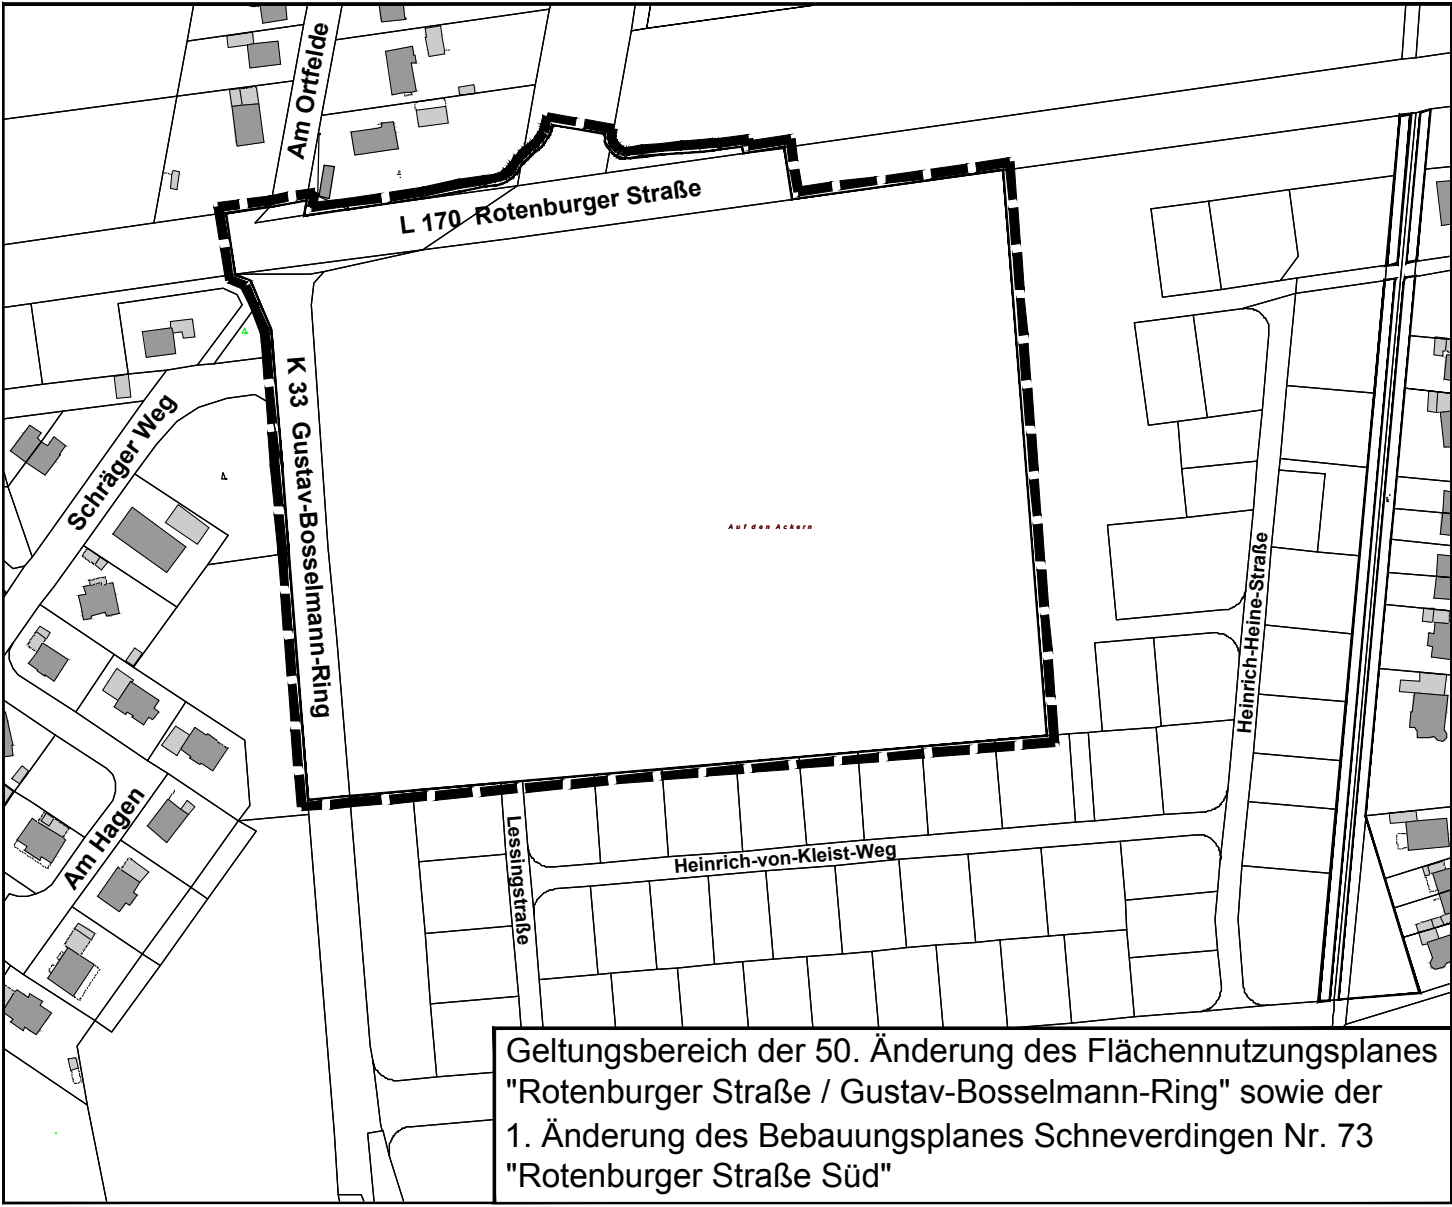 Am Ortfelde
L 170 Rotenburger Straße
K 33 Gustav-Bosselmann-Ring
Schräger Weg
Auf den Ackern
Heinrich-Heine-Straße
Am Hagen
Lessingstraße
Heinrich-von-Kleist-Weg
Geltungsbereich der 50. Änderung des Flächennutzungsplanes
"Rotenburger Straße / Gustav-Bosselmann-Ring" sowie der
1. Änderung des Bebauungsplanes Schneverdingen Nr. 73
"Rotenburger Straße Süd"